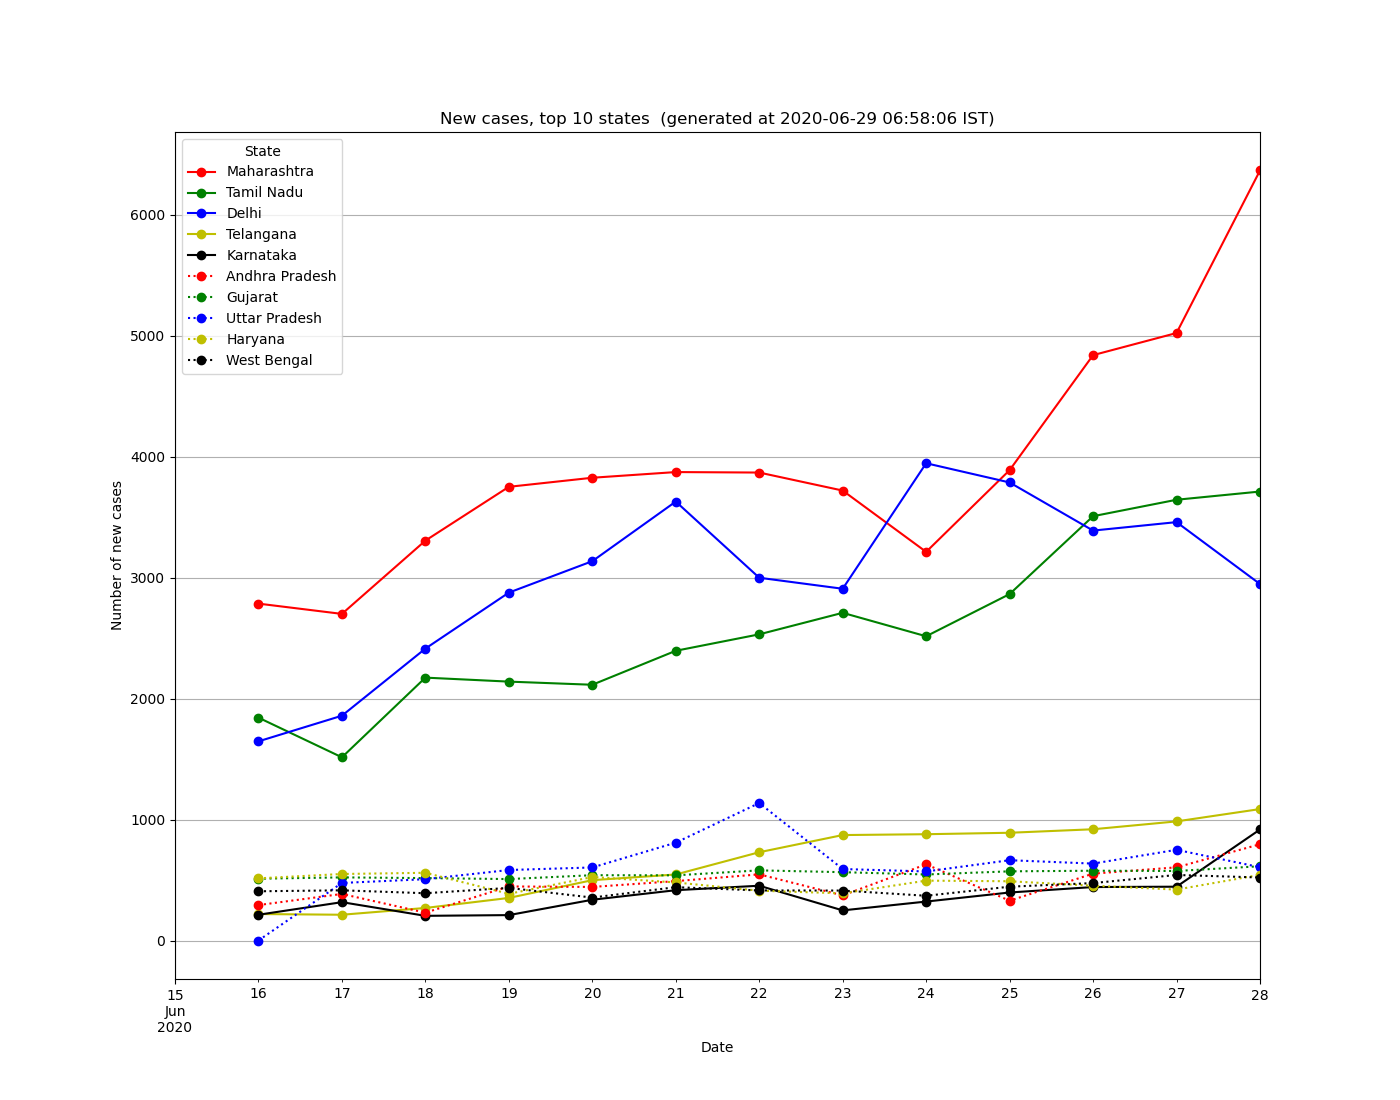 New cases, top 10 states  (generated at 2020-06-29 06:58:06 IST)
State
Maharashtra
Tamil Nadu
Delhi
Telangana
Karnataka
Andhra Pradesh
Gujarat
Uttar Pradesh
Haryana
West Bengal
6000
5000
4000
3000
2000
1000
0
Number of new cases
15 16 17 18 19 20 21 22 23 24 25 26 27 28
Jun
2020
Date